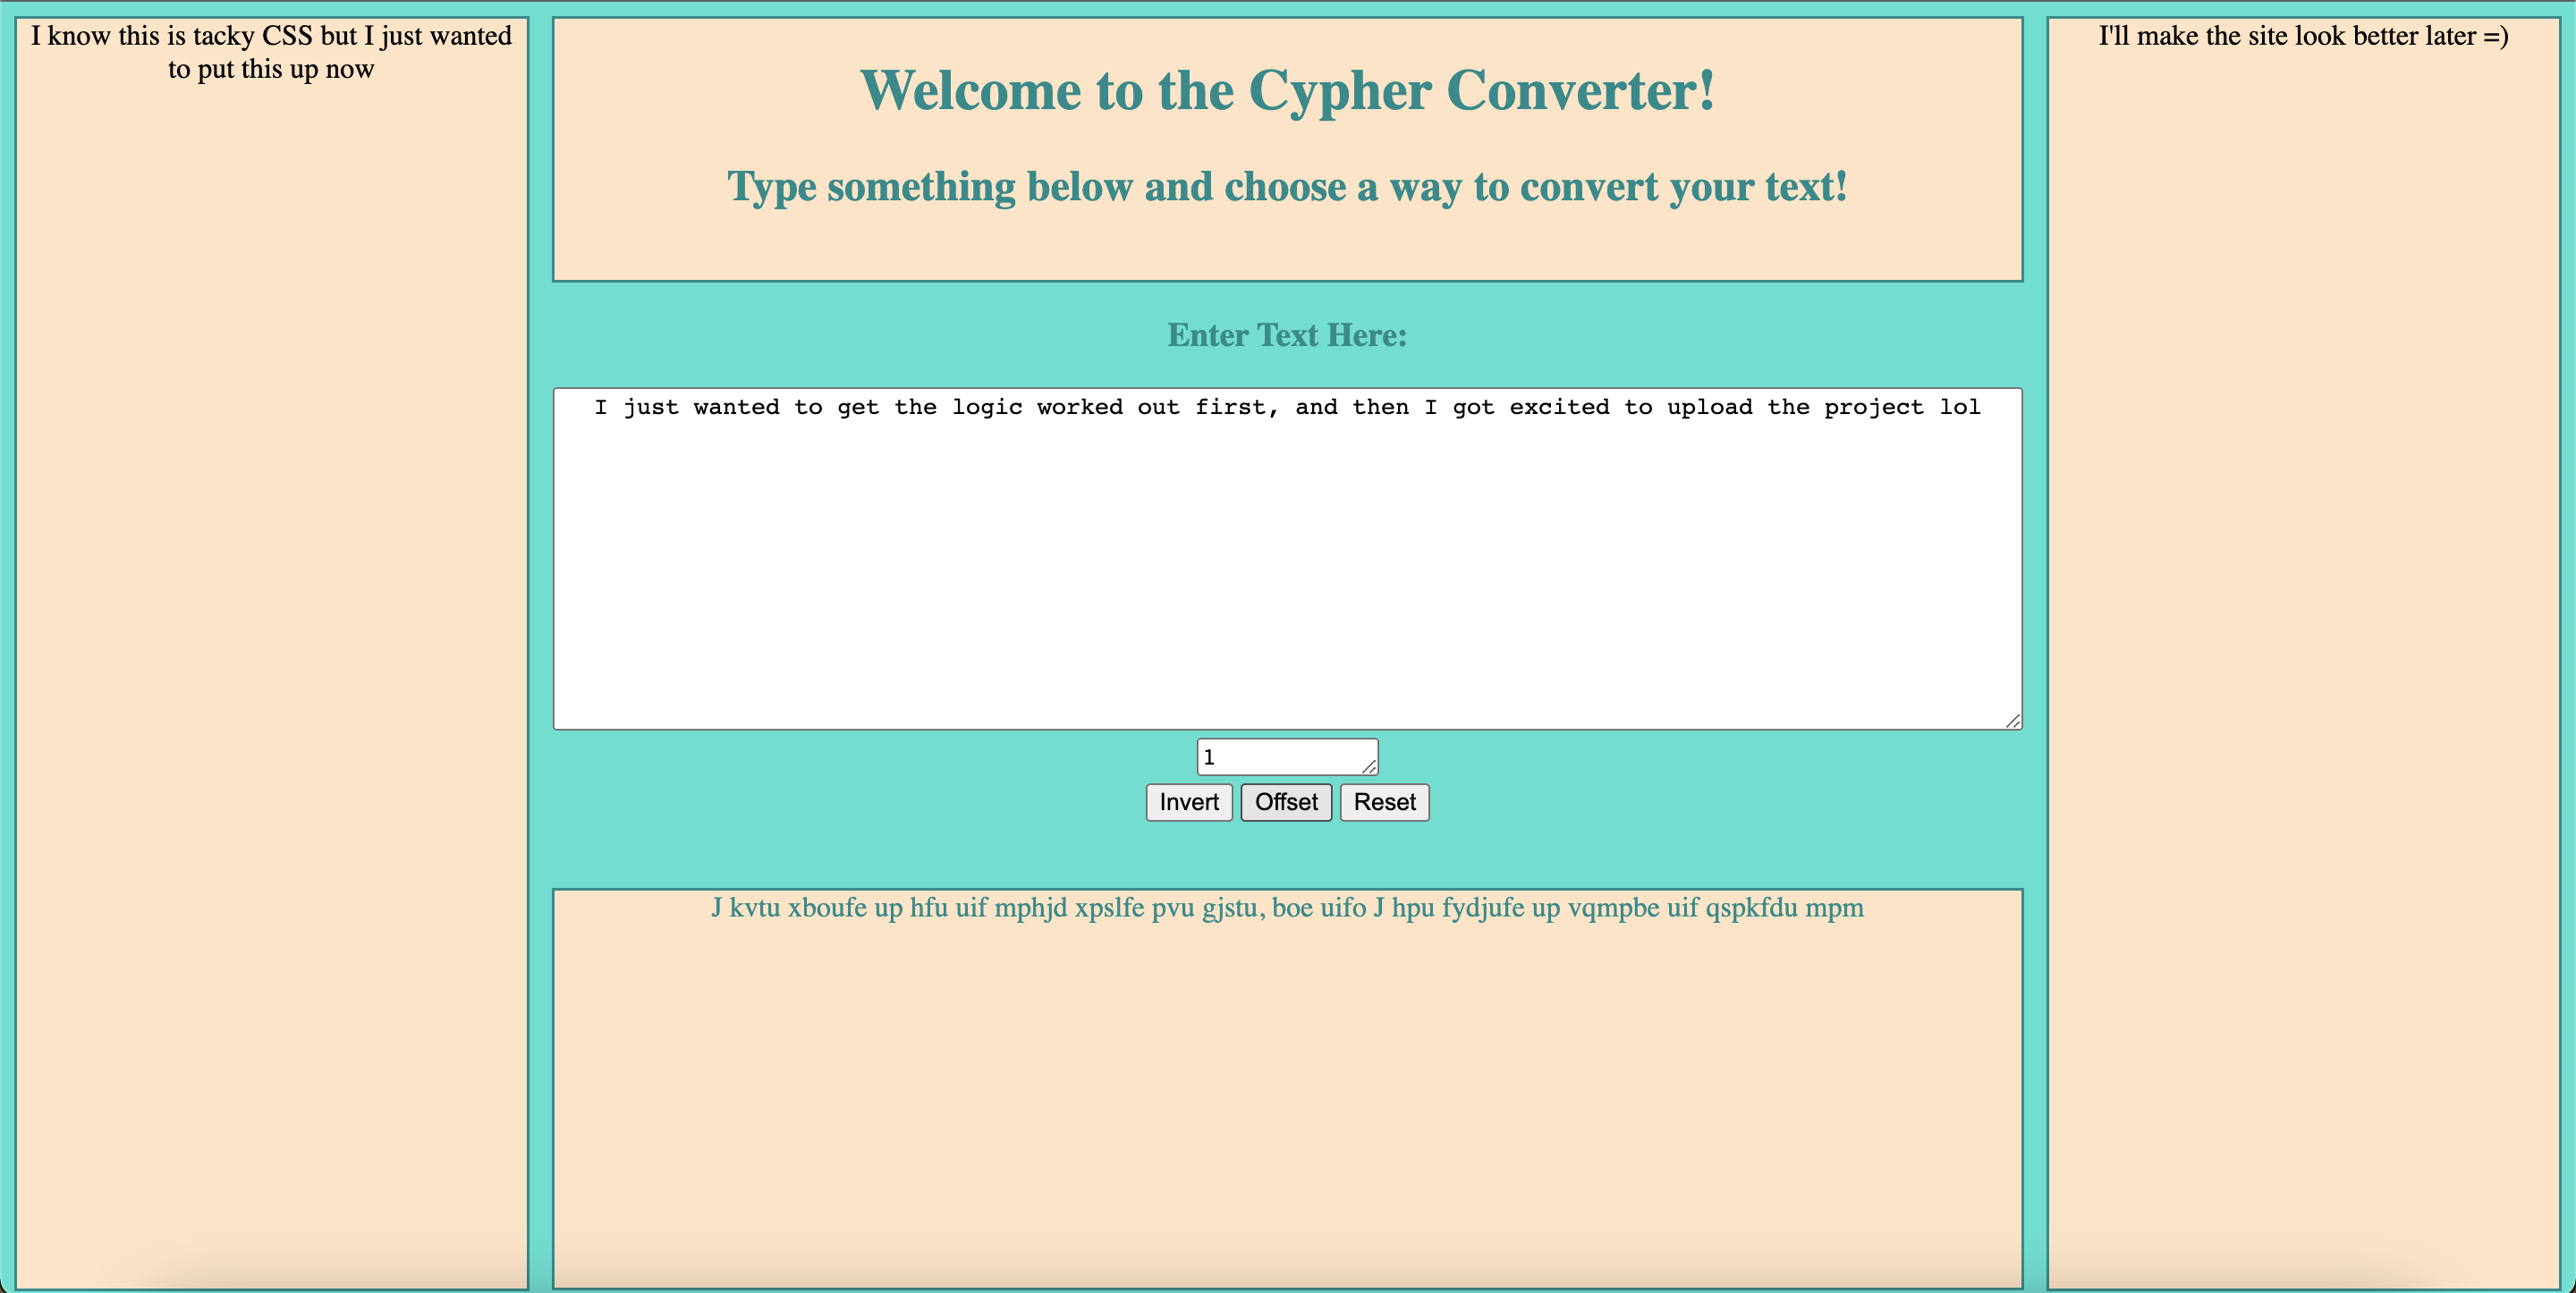 I know this is tacky CSS but I just wanted
to put this up now
Welcome to the Cypher Converter!
Type something below and choose a way to convert your text!
Enter Text Here:
I just wanted to get the logic worked out first, and then I got excited to upload the project lol
1
Invert Offset Reset
J kvtu xboufe up hfu uif mphjd xpslfe pvu gjstu, boe uifo J hpu fydjufe up vqmpbe uif qspkfdu mpm
I'll make the site look better later =)